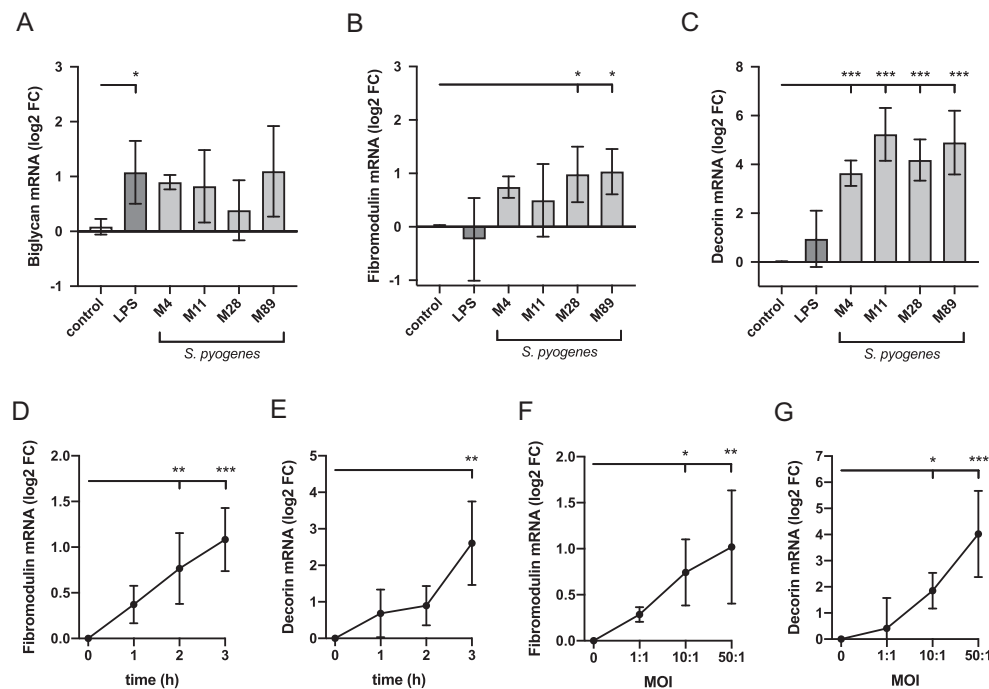 A
Biglycan mRNA (log2 FC)
3
2
1
0
-1
*
control
LPS
M4
M11
M28
M89
S. pyogenes
B
Fibromodulin mRNA (log2 FC)
3
2
1
0
-1
* *
control
LPS
M4
M11
M28
M89
S. pyogenes
C
Decorin mRNA (log2 FC)
8
6
4
2
0
*** *** *** ***
control
LPS
M4
M11
M28
M89
S. pyogenes
D
Fibromodulin mRNA (log2 FC)
2.0
1.5
1.0
0.5
0.0
** ***
0 1 2 3
time (h)
E
Decorin mRNA (log2 FC)
5
4
3
2
1
0
**
0 1 2 3
time (h)
F
Fibromodulin mRNA (log2 FC)
2.0
1.5
1.0
0.5
0.0
* **
0 1:1 10:1 50:1
MOI
G
Decorin mRNA (log2 FC)
7
6
5
4
3
2
1
0
* ***
0 1:1 10:1 50:1
MOI